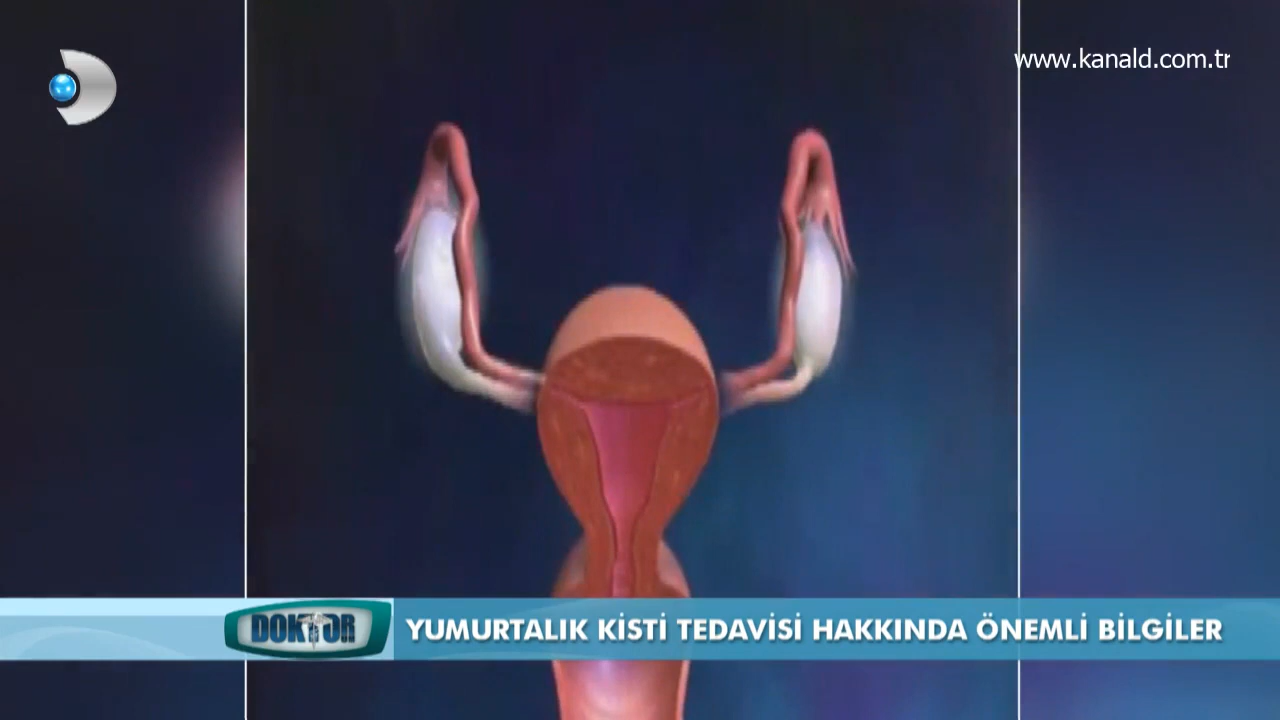 www.kanald.com.tr
DOKTOR
YUMURTALIK KİSTİ TEDAVİSİ HAKKINDA ÖNEMLİ BİLGİLER